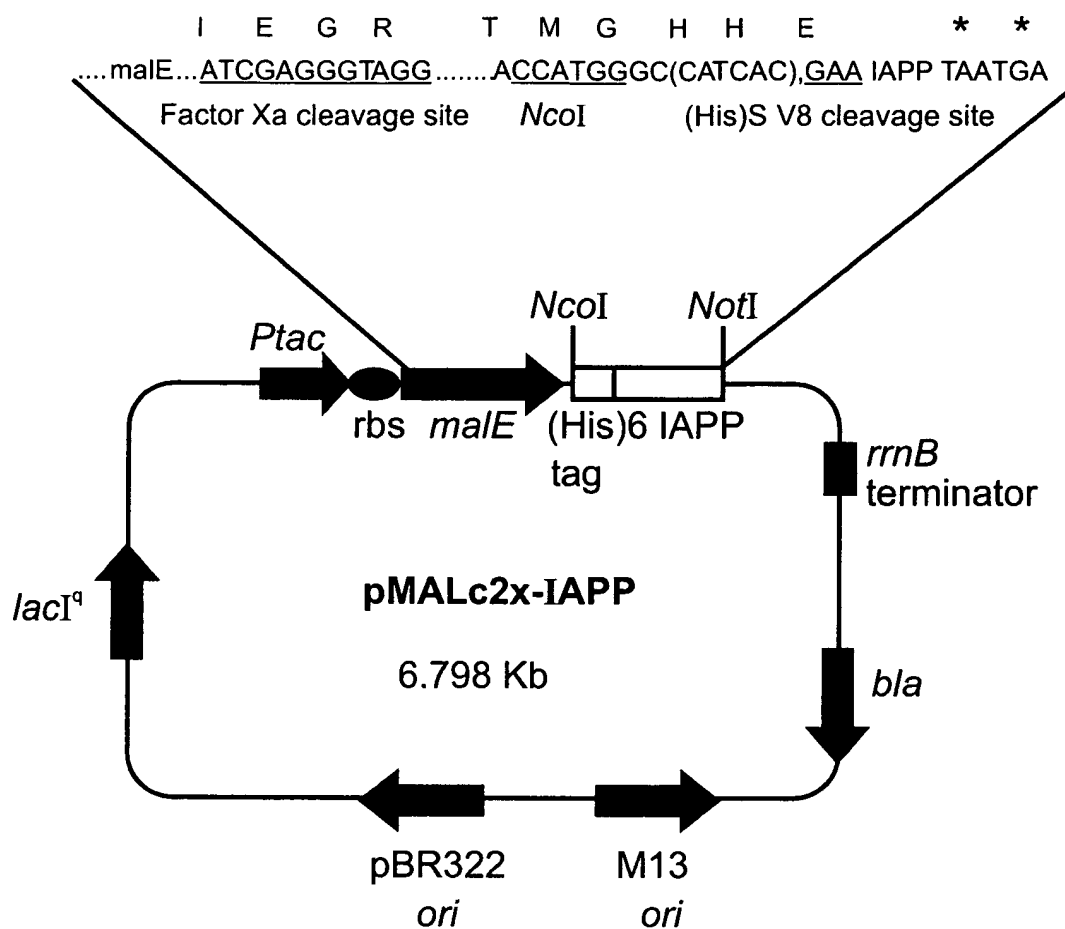 I E G R T M G H H E * *
....malE...ATCGAGGGTAGG........ACCATGGGC(CATCAC),GAA IAPP TAATGA
Factor Xa cleavage site NcoI (His)S V8 cleavage site
NcoI NotI
Ptac
rbs malE (His)6 IAPP
tag
rrnB
terminator
lacIq
pMALc2x-IAPP
6.798 Kb
bla
pBR322 M13
ori ori